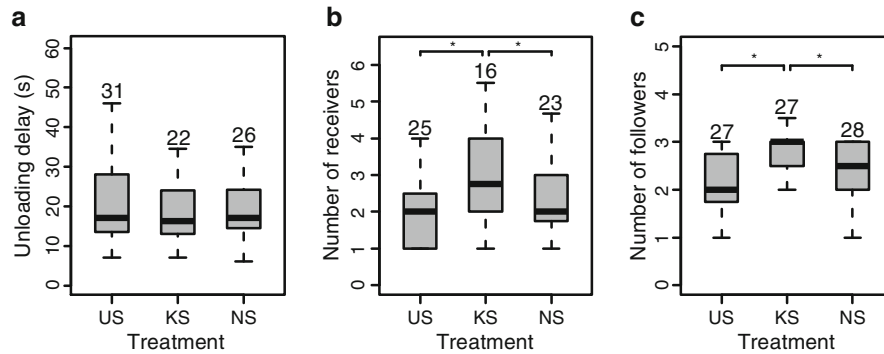 a
Unloading delay (s)
60
50
40
30
20
10
0
31
22
26
US KS NS
Treatment
b
Number of receivers
6
5
4
3
2
1
0
* *
25
16
23
US KS NS
Treatment
c
Number of followers
5
4
3
2
1
0
* *
27
27
28
US KS NS
Treatment